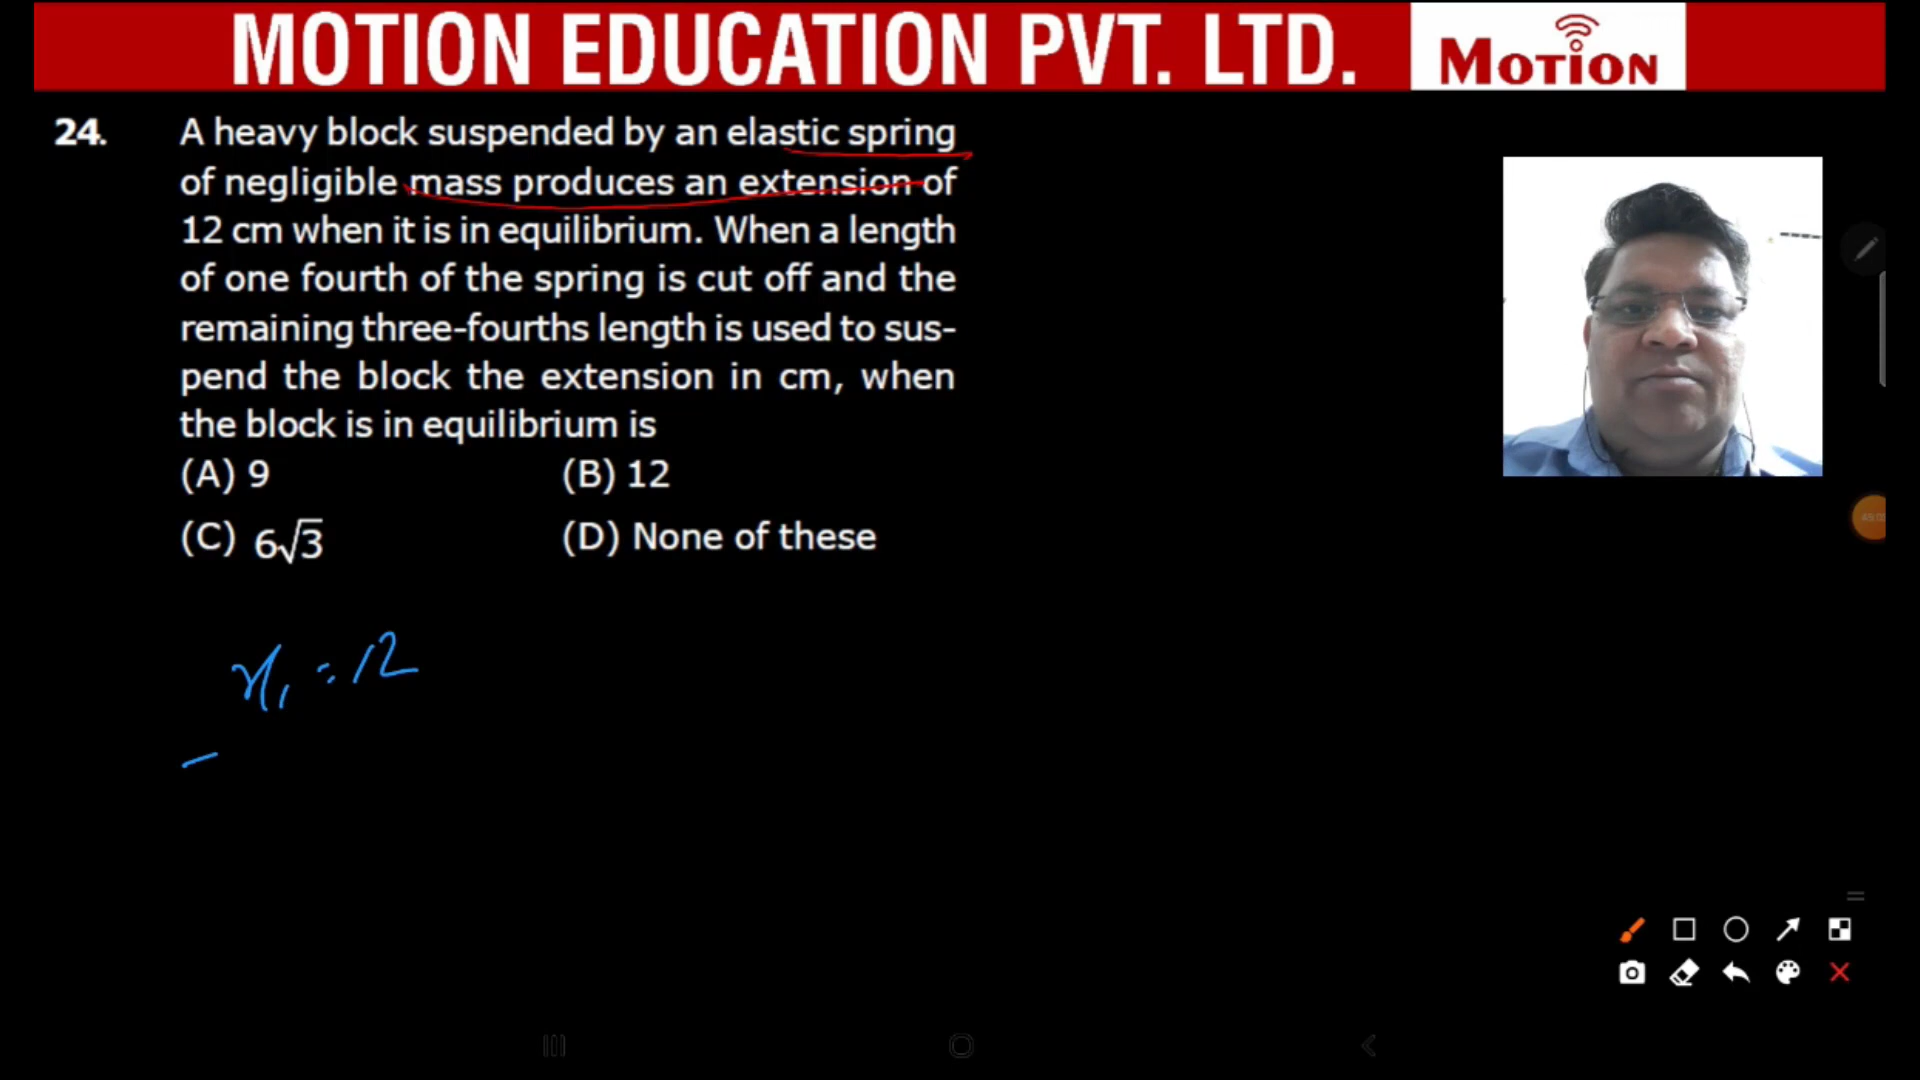 MOTION EDUCATION PVT. LTD.
MOTION
24. A heavy block suspended by an elastic spring
of negligible mass produces an extension of
12 cm when it is in equilibrium. When a length
of one fourth of the spring is cut off and the
remaining three-fourths length is used to sus-
pend the block the extension in cm, when
the block is in equilibrium is
(A) 9 (B) 12
(C) 6√3 (D) None of these
x₁ = 12